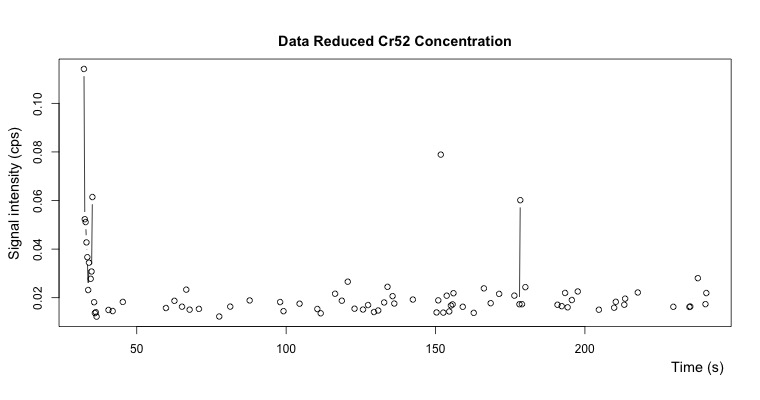 Data Reduced Cr52 Concentration
Signal intensity (cps)
0.10
0.08
0.06
0.04
0.02
50 100 150 200
Time (s)